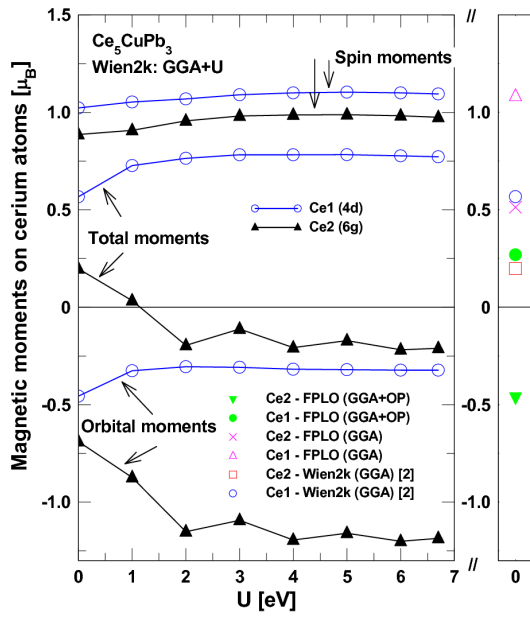 Magnetic moments on cerium atoms [μB]
1.5
1.0
0.5
0
-0.5
-1.0
Ce5CuPb3
Wien2k: GGA+U
Spin moments
Ce1 (4d)
Ce2 (6g)
Total moments
Orbital moments
Ce2 - FPLO (GGA+OP)
Ce1 - FPLO (GGA+OP)
Ce2 - FPLO (GGA)
Ce1 - FPLO (GGA)
Ce2 - Wien2k (GGA) [2]
Ce1 - Wien2k (GGA) [2]
0 1 2 3 4 5 6 7
U [eV]
//
//
1.0
0.5
0
-0.5
-1.0
0